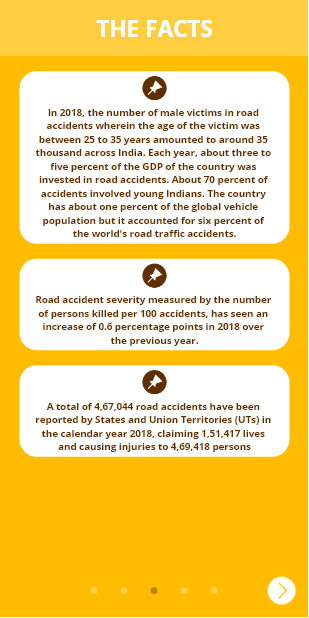 THE FACTS
In 2018, the number of male victims in road
accidents wherein the age of the victim was
between 25 to 35 years amounted to around 35
thousand across India. Each year, about three to
five percent of the GDP of the country was
invested in road accidents. About 70 percent of
accidents involved young Indians. The country
has about one percent of the global vehicle
population but it accounted for six percent of
the world's road traffic accidents.
Road accident severity measured by the number
of persons killed per 100 accidents, has seen an
increase of 0.6 percentage points in 2018 over
the previous year.
A total of 4,67,044 road accidents have been
reported by States and Union Territories (UTs) in
the calendar year 2018, claiming 1,51,417 lives
and causing injuries to 4,69,418 persons